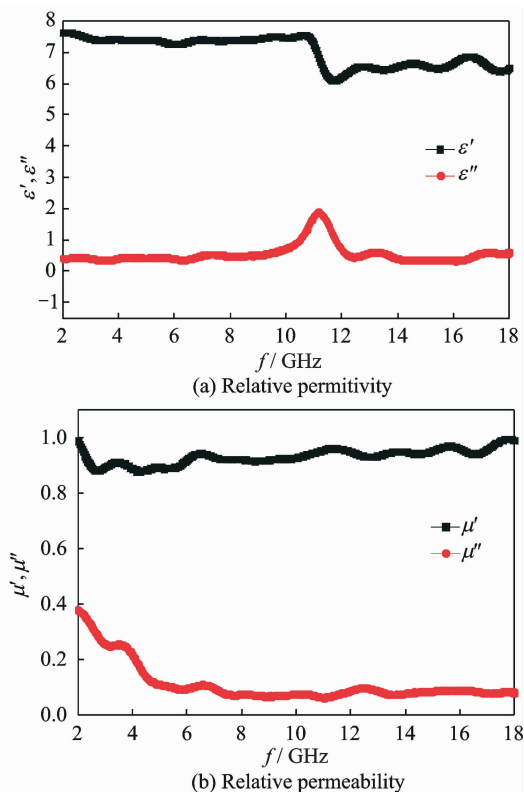 8
7
6
5
4
3
2
1
0
−1
ε′, ε″
ε′
ε″
2 4 6 8 10 12 14 16 18
f / GHz
(a) Relative permitivity
1.0
0.8
0.6
0.4
0.2
0.0
μ′, μ″
μ′
μ″
2 4 6 8 10 12 14 16 18
f / GHz
(b) Relative permeability